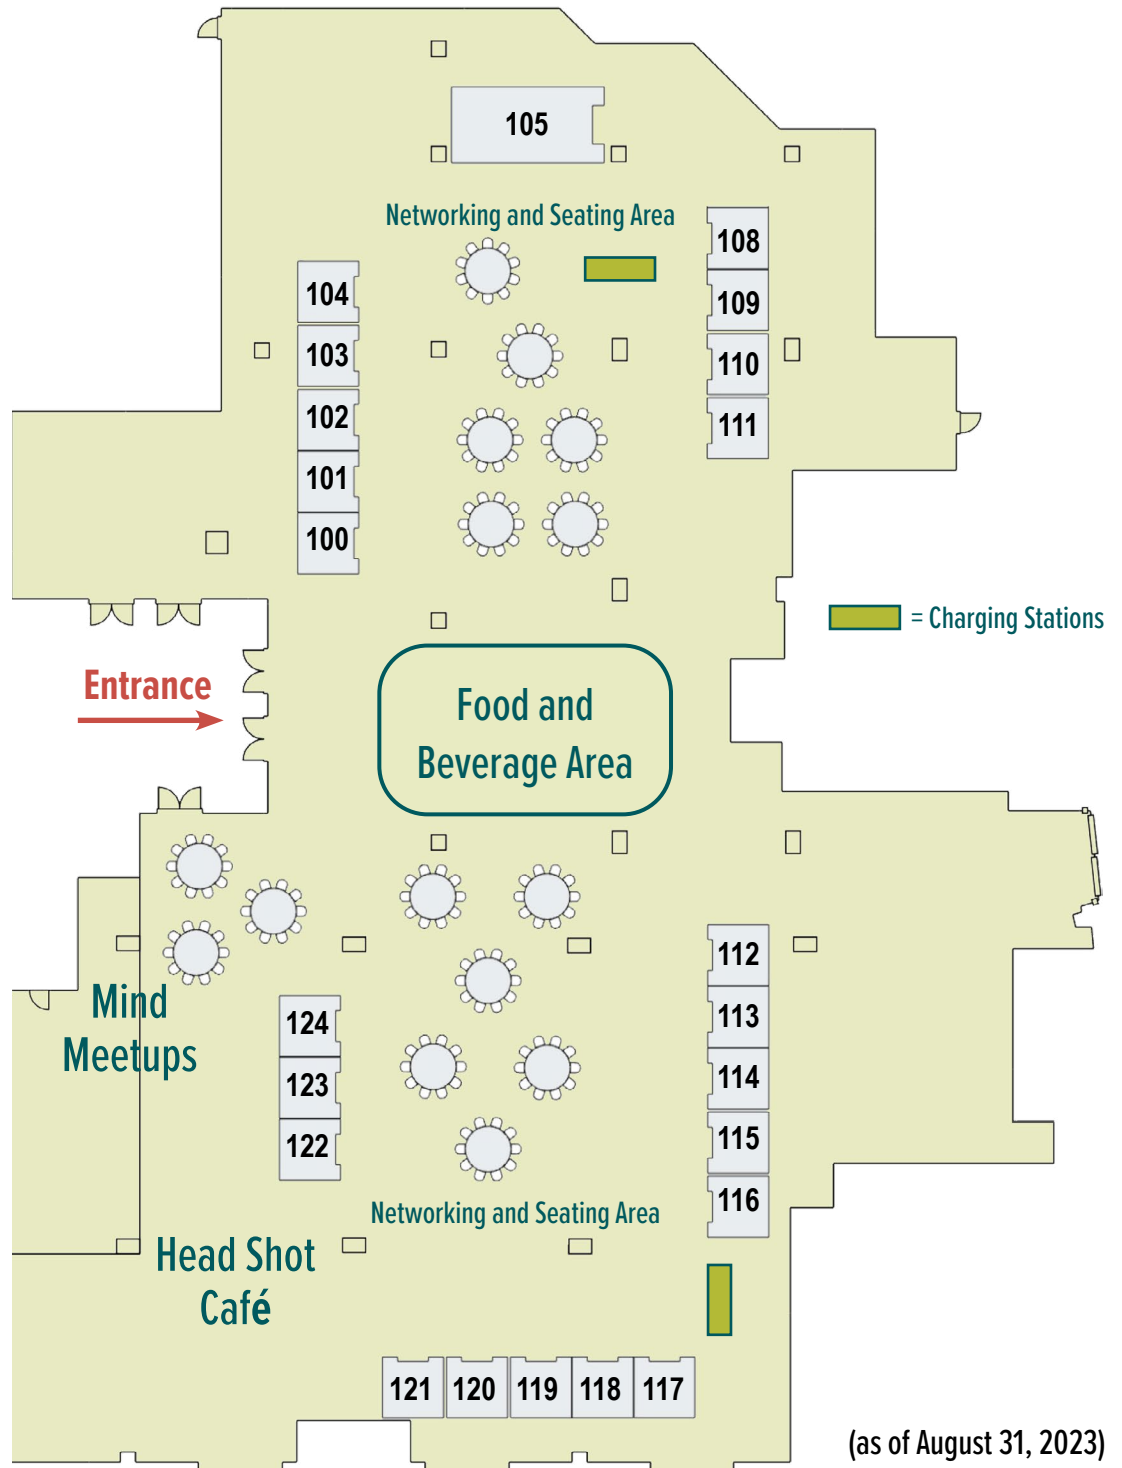 105
Networking and Seating Area
108
104
109
103
110
102
111
101
100
= Charging Stations
Entrance
Food and
Beverage Area
112
Mind
Meetups
124
113
123
114
122
115
116
Networking and Seating Area
Head Shot
Café
121
120
119
118
117
(as of August 31, 2023)